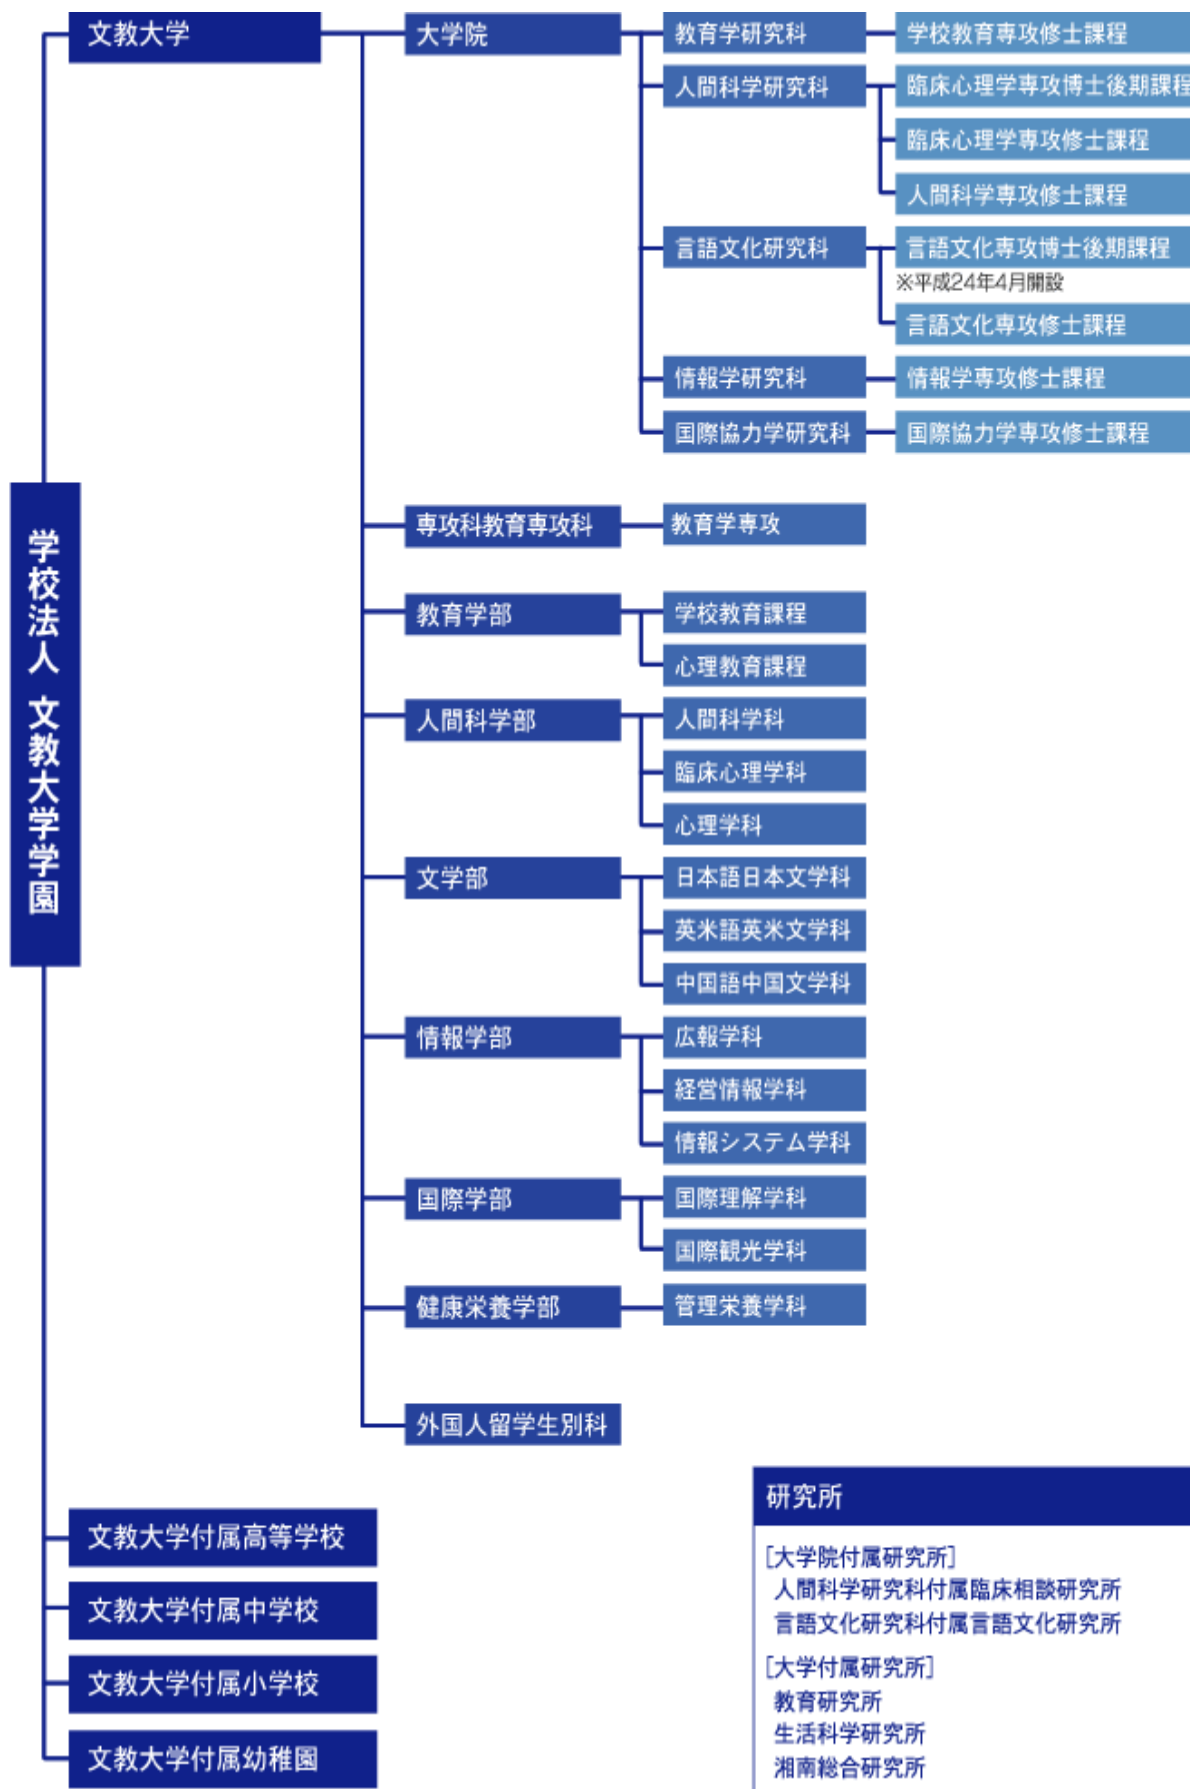 文教大学
大学院
教育学研究科
学校教育専攻修士課程
人間科学研究科
臨床心理学専攻博士後期課程
臨床心理学専攻修士課程
人間科学専攻修士課程
言語文化研究科
言語文化専攻博士後期課程
※平成24年4月開設
言語文化専攻修士課程
情報学研究科
情報学専攻修士課程
国際協力学研究科
国際協力学専攻修士課程
専攻科教育専攻科
教育学専攻
教育学部
学校教育課程
心理教育課程
人間科学部
人間科学科
臨床心理学科
心理学科
文学部
日本語日本文学科
英米語英米文学科
中国語中国文学科
情報学部
広報学科
経営情報学科
情報システム学科
国際学部
国際理解学科
国際観光学科
健康栄養学部
管理栄養学科
外国人留学生別科
学校法人 文教大学学園
文教大学付属高等学校
文教大学付属中学校
文教大学付属小学校
文教大学付属幼稚園
研究所
[大学院付属研究所]
人間科学研究科付属臨床相談研究所
言語文化研究科付属言語文化研究所
[大学付属研究所]
教育研究所
生活科学研究所
湘南総合研究所